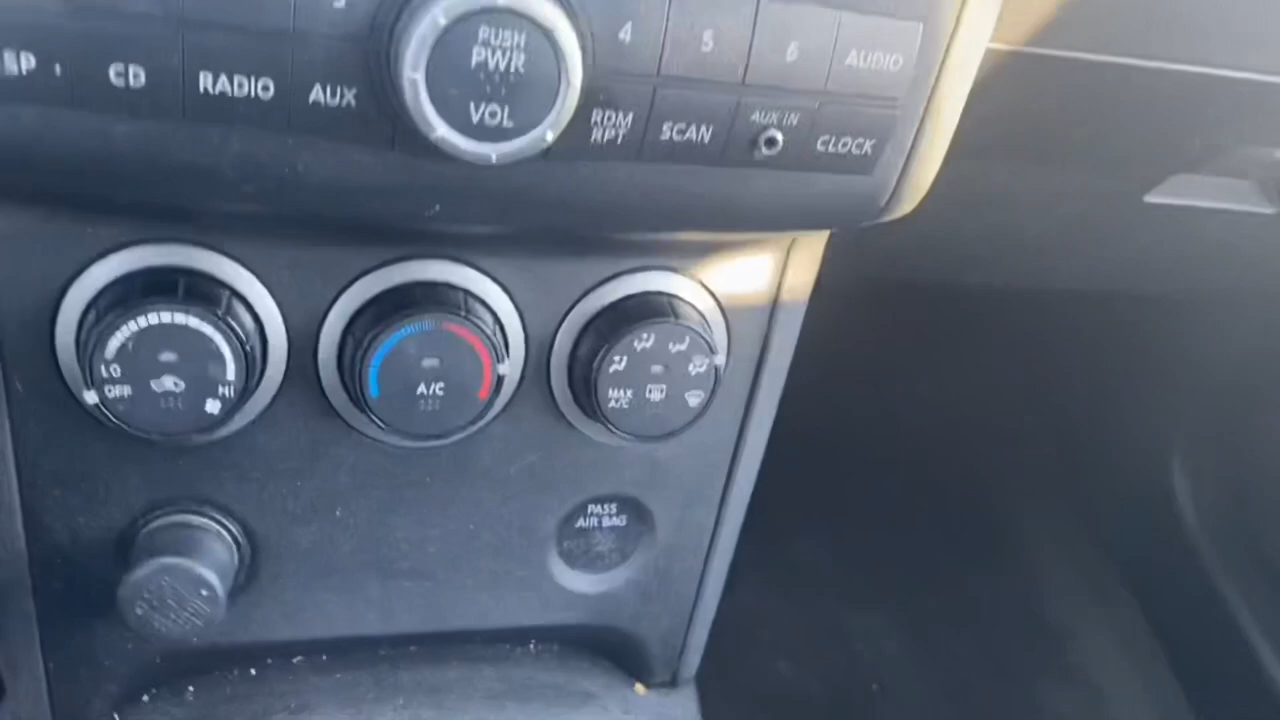 4 5 6 AUDIO
CD RADIO AUX
PUSH
PWR
VOL
RDM
RPT
SCAN
AUX IN
CLOCK
LO
OFF
HI
A/C
MAX
A/C
PASS
AIR BAG